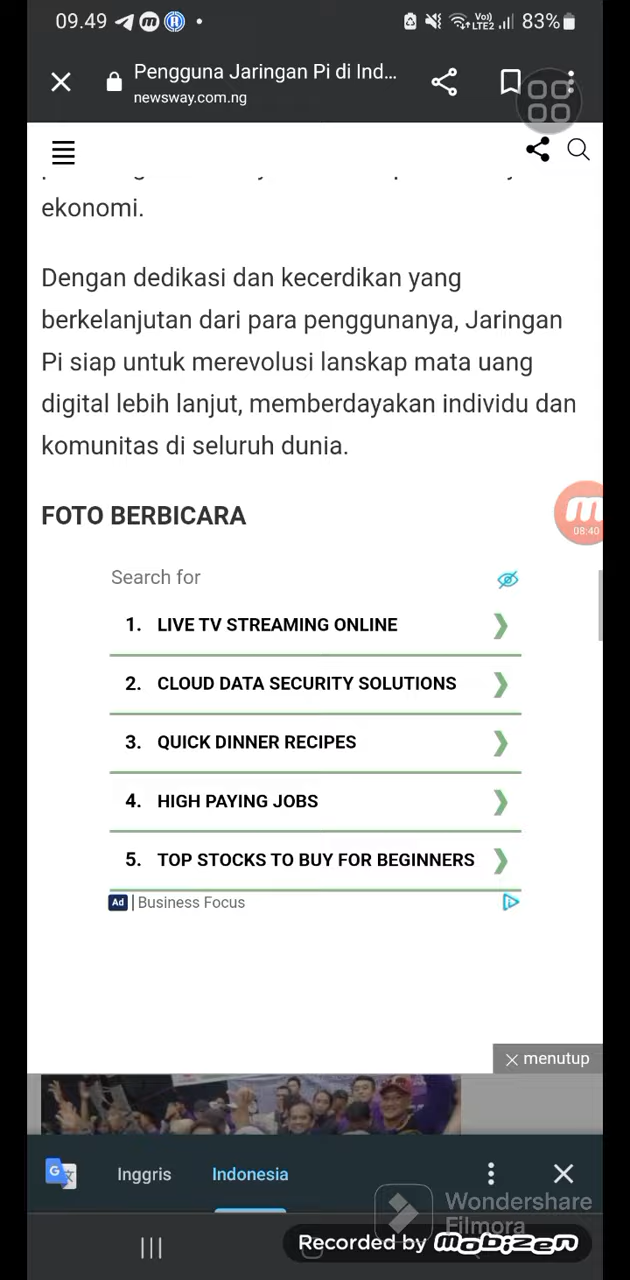 09.49
Vo))
LTE2
83%
Pengguna Jaringan Pi di Ind...
newsway.com.ng
ekonomi.
Dengan dedikasi dan kecerdikan yang
berkelanjutan dari para penggunanya, Jaringan
Pi siap untuk merevolusi lanskap mata uang
digital lebih lanjut, memberdayakan individu dan
komunitas di seluruh dunia.
FOTO BERBICARA
m
08:40
Search for
1. LIVE TV STREAMING ONLINE
2. CLOUD DATA SECURITY SOLUTIONS
3. QUICK DINNER RECIPES
4. HIGH PAYING JOBS
5. TOP STOCKS TO BUY FOR BEGINNERS
Ad | Business Focus
× menutup
G Inggris Indonesia
Wondershare
Filmora
Recorded by mobizen